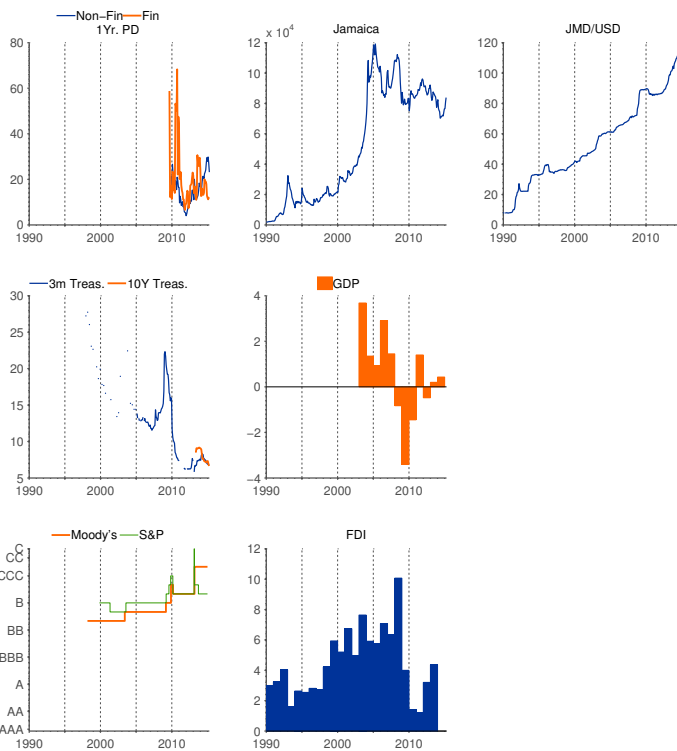 Non−Fin Fin
1Yr. PD
80
60
40
20
0
1990 2000 2010
x 10⁴ Jamaica
12
10
8
6
4
2
0
1990 2000 2010
JMD/USD
120
100
80
60
40
20
0
1990 2000 2010
3m Treas. 10Y Treas.
30
25
20
15
10
5
1990 2000 2010
GDP
4
2
0
−2
−4
1990 2000 2010
Moody's S&P
C
CC
CCC
B
BB
BBB
A
AA
AAA
1990 2000 2010
FDI
12
10
8
6
4
2
0
1990 2000 2010